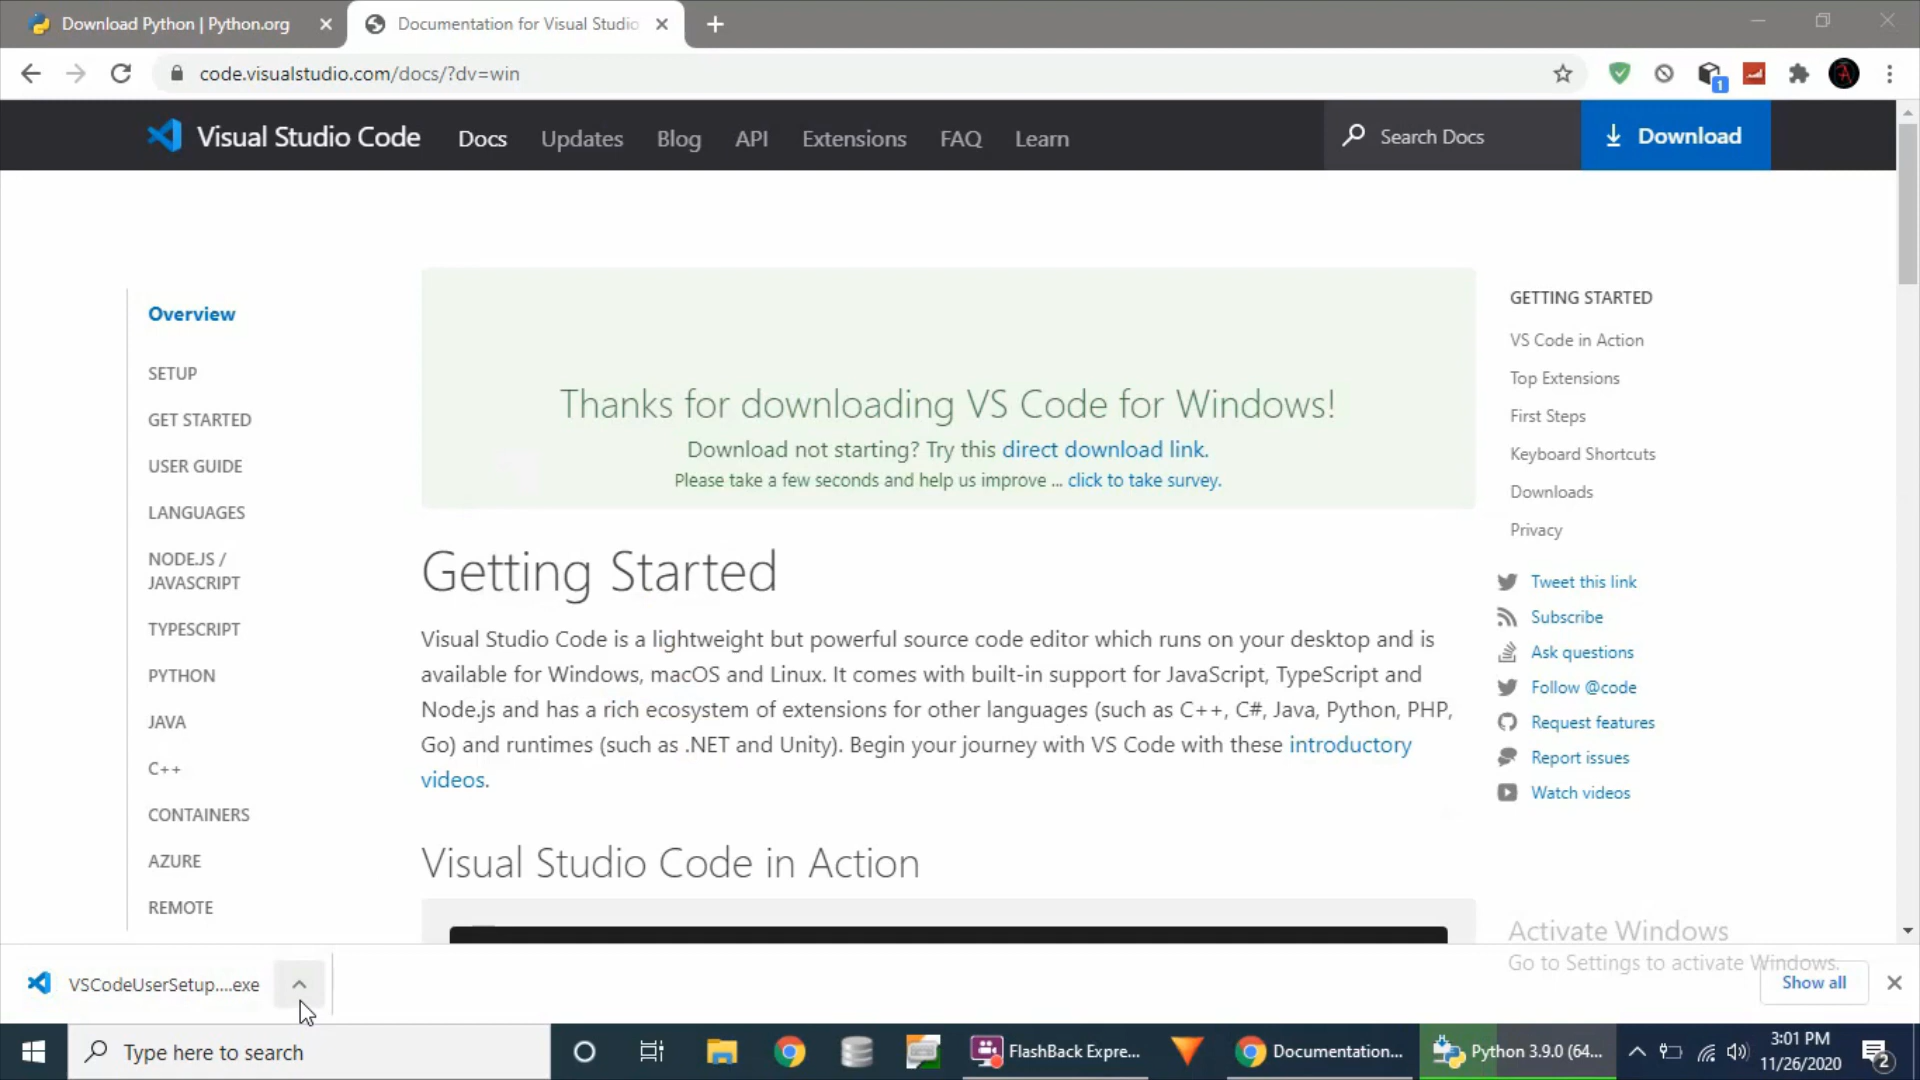 Download Python | Python.org
Documentation for Visual Studio
code.visualstudio.com/docs/?dv=win
1
Visual Studio Code
Docs
Updates
Blog
API
Extensions
FAQ
Learn
Search Docs
Download
Overview
SETUP
GET STARTED
USER GUIDE
LANGUAGES
NODE.JS /
JAVASCRIPT
TYPESCRIPT
PYTHON
JAVA
C++
CONTAINERS
AZURE
REMOTE
Thanks for downloading VS Code for Windows!
Download not starting? Try this direct download link.
Please take a few seconds and help us improve ... click to take survey.
Getting Started
Visual Studio Code is a lightweight but powerful source code editor which runs on your desktop and is
available for Windows, macOS and Linux. It comes with built-in support for JavaScript, TypeScript and
Node.js and has a rich ecosystem of extensions for other languages (such as C++, C#, Java, Python, PHP,
Go) and runtimes (such as .NET and Unity). Begin your journey with VS Code with these introductory
videos.
Visual Studio Code in Action
GETTING STARTED
VS Code in Action
Top Extensions
First Steps
Keyboard Shortcuts
Downloads
Privacy
Tweet this link
Subscribe
Ask questions
Follow @code
Request features
Report issues
Watch videos
Activate Windows
Go to Settings to activate Windows.
VSCodeUserSetup....exe
Show all
Type here to search
FlashBack Expre...
Documentation...
Python 3.9.0 (64...
3:01 PM
11/26/2020
2